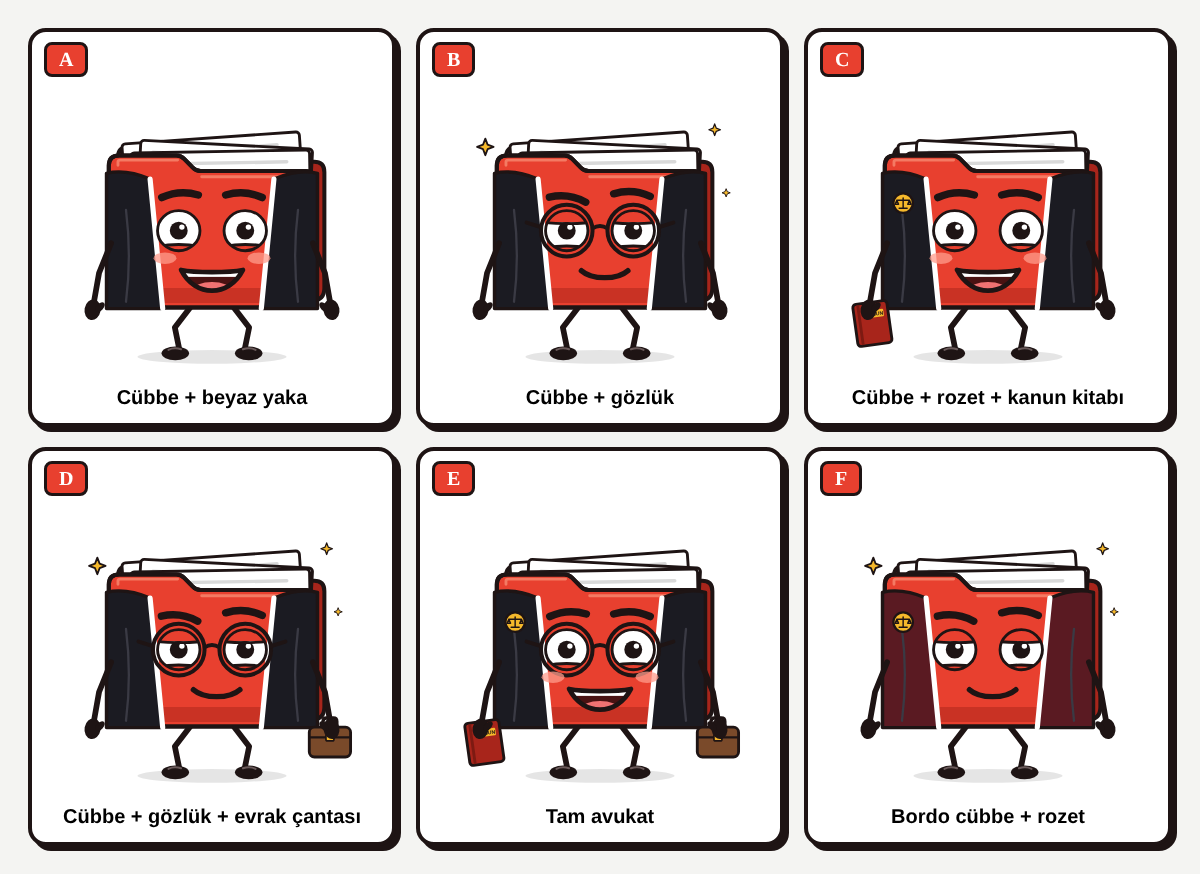 A
B
C
Cübbe + beyaz yaka
Cübbe + gözlük
Cübbe + rozet + kanun kitabı
D
E
F
Cübbe + gözlük + evrak çantası
Tam avukat
Bordo cübbe + rozet